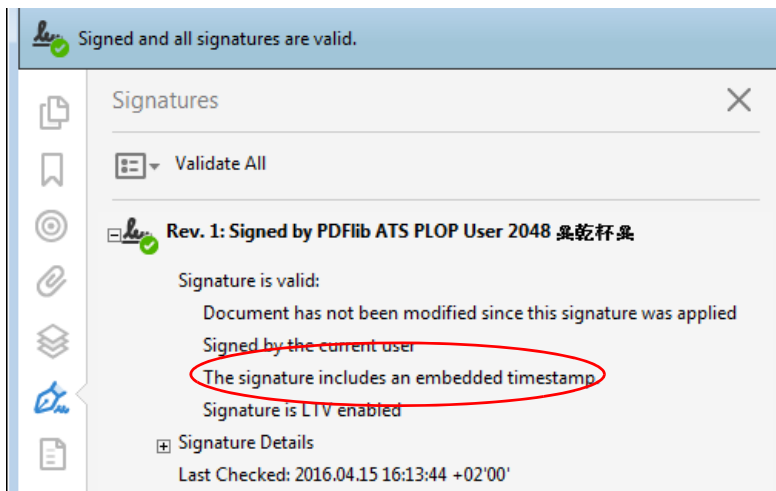 Signed and all signatures are valid.
Signatures
Validate All
Rev. 1: Signed by PDFlib ATS PLOP User 2048 乾杯
Signature is valid:
Document has not been modified since this signature was applied
Signed by the current user
The signature includes an embedded timestamp.
Signature is LTV enabled
Signature Details
Last Checked: 2016.04.15 16:13:44 +02'00'